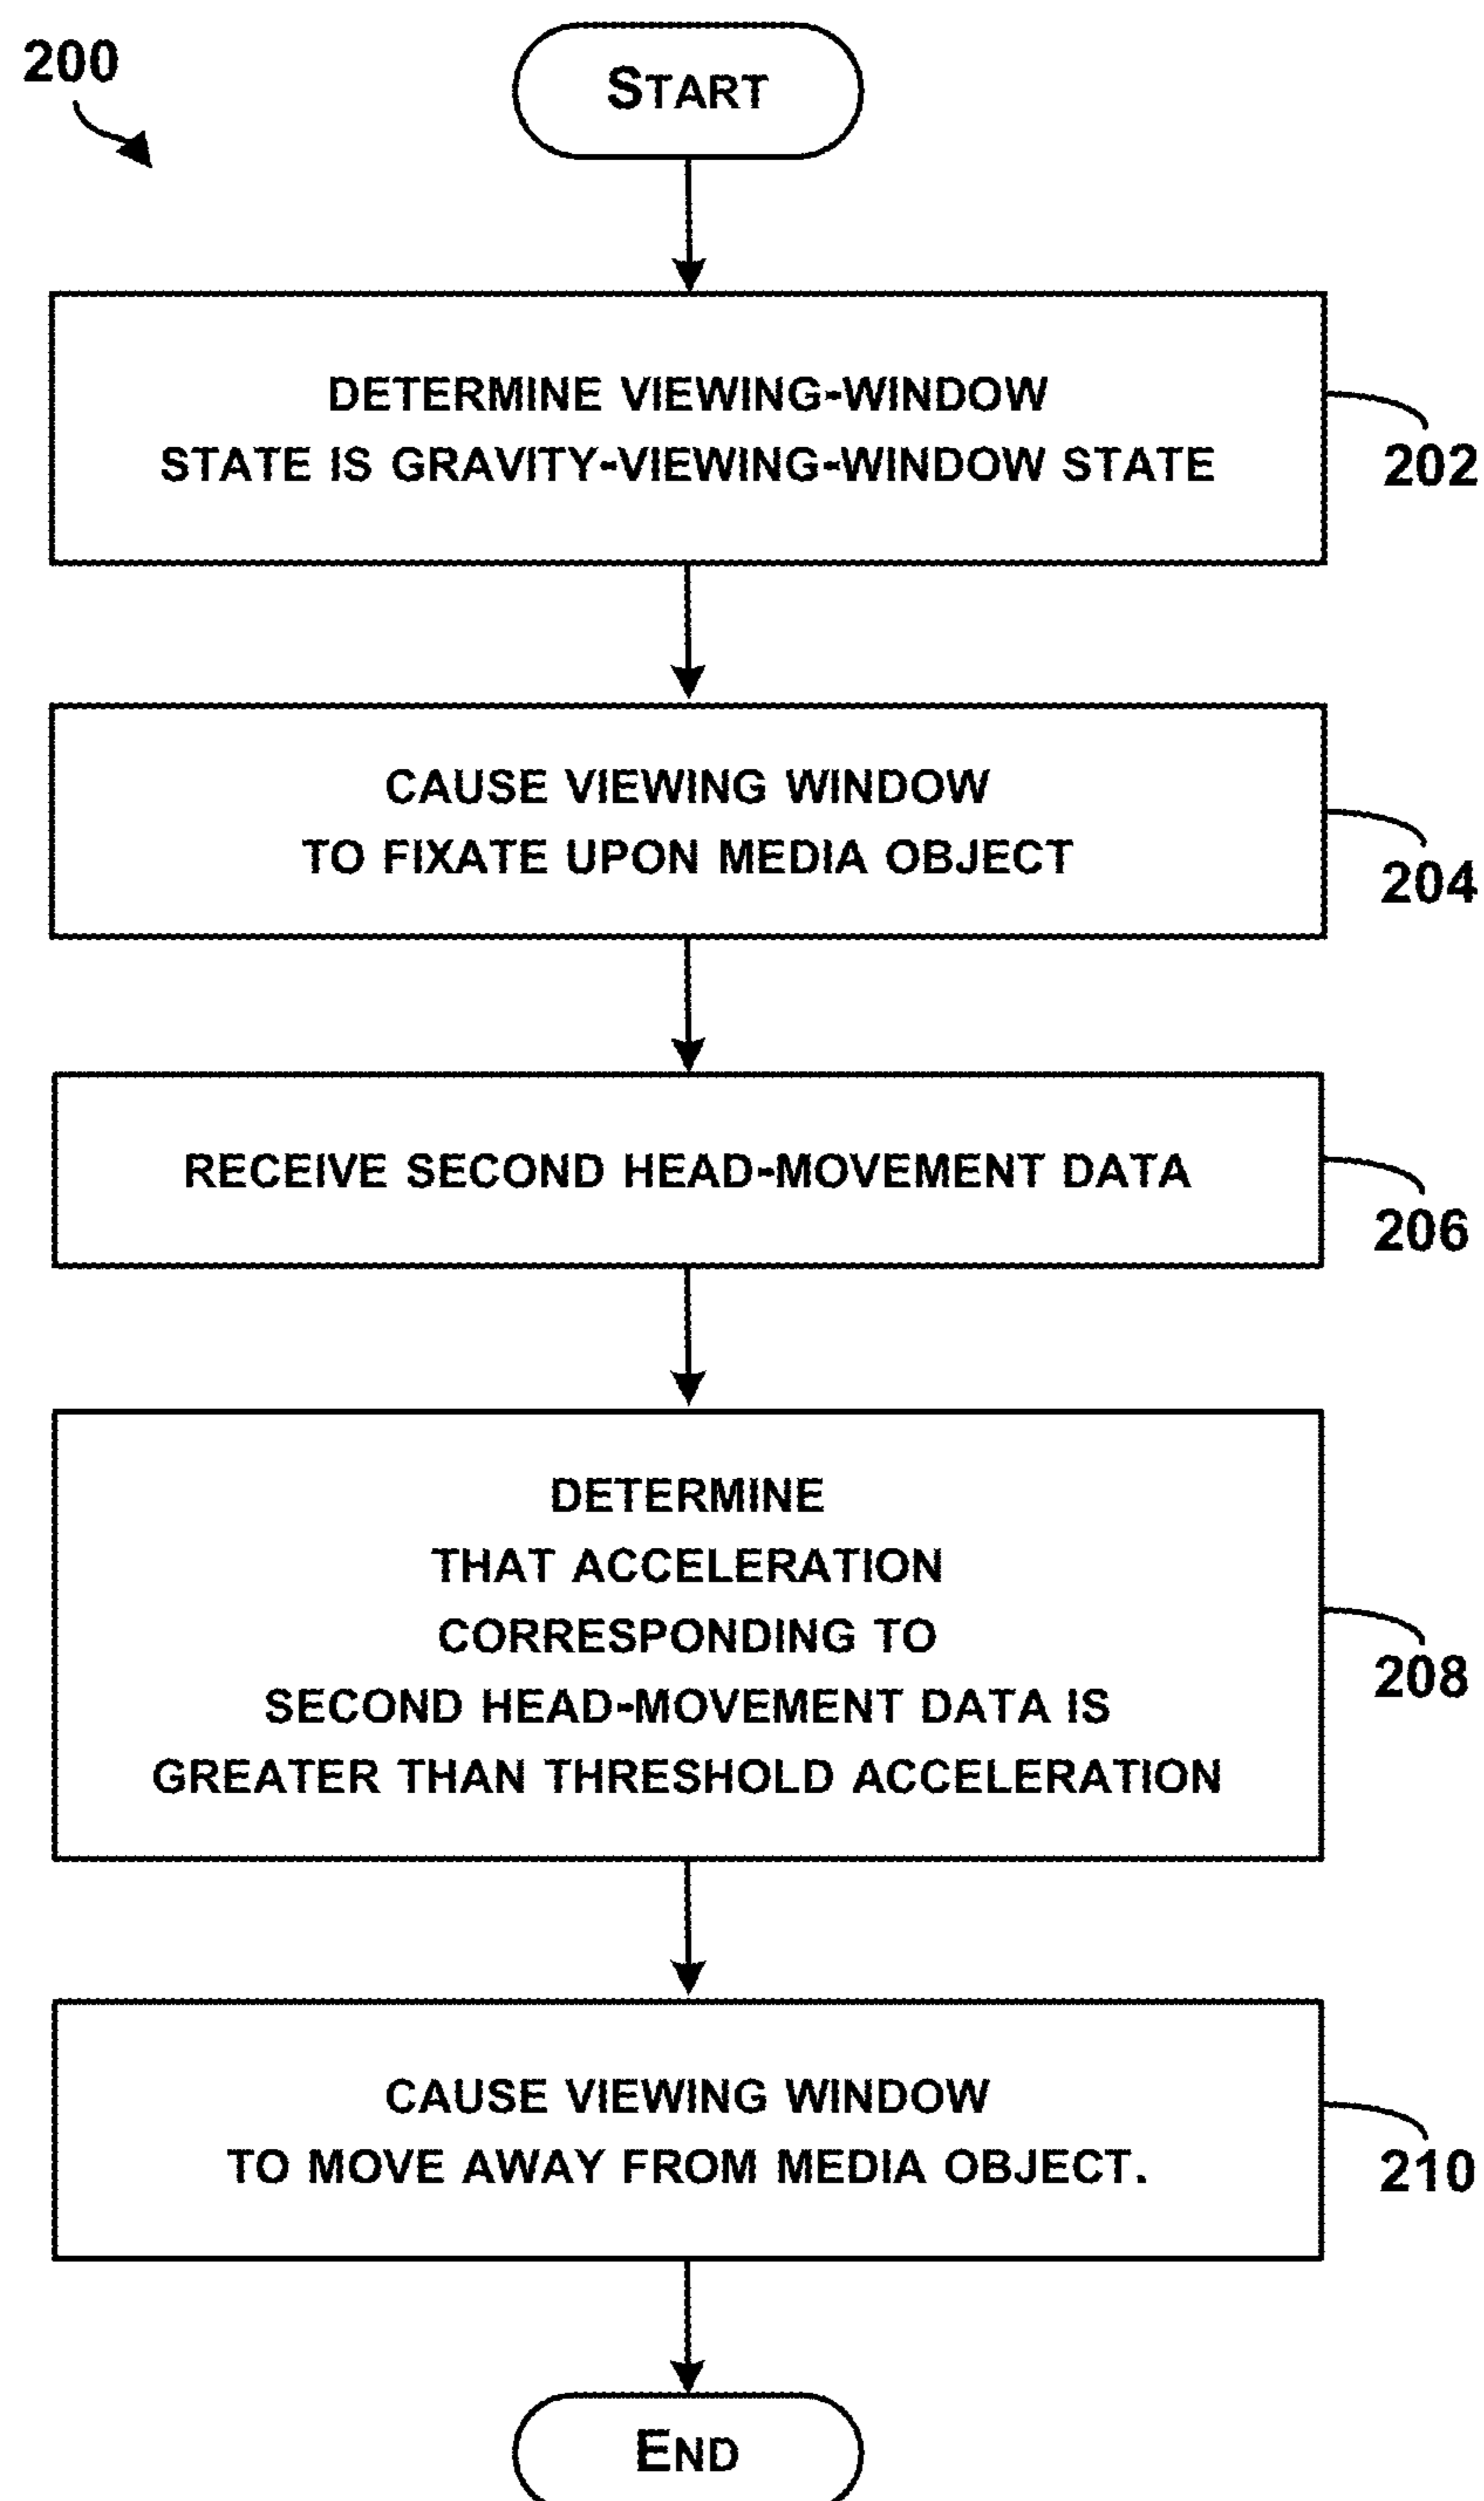 200
START
DETERMINE VIEWING-WINDOW
STATE IS GRAVITY-VIEWING-WINDOW STATE
202
CAUSE VIEWING WINDOW
TO FIXATE UPON MEDIA OBJECT
204
RECEIVE SECOND HEAD-MOVEMENT DATA
206
DETERMINE
THAT ACCELERATION
CORRESPONDING TO
SECOND HEAD-MOVEMENT DATA IS
GREATER THAN THRESHOLD ACCELERATION
208
CAUSE VIEWING WINDOW
TO MOVE AWAY FROM MEDIA OBJECT.
210
END